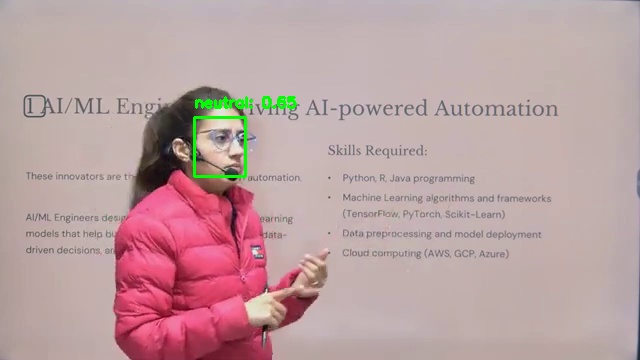 neutral: 0.65
1 AI/ML Engi iving AI-powered Automation
Skills Required:
These innovators are th automation.
• Python, R, Java programming
• Machine Learning algorithms and frameworks
(TensorFlow, PyTorch, Scikit-Learn)
AI/ML Engineers desig earning
models that help bu data-
driven decisions, a
• Data preprocessing and model deployment
Cloud computing (AWS, GCP, Azure)